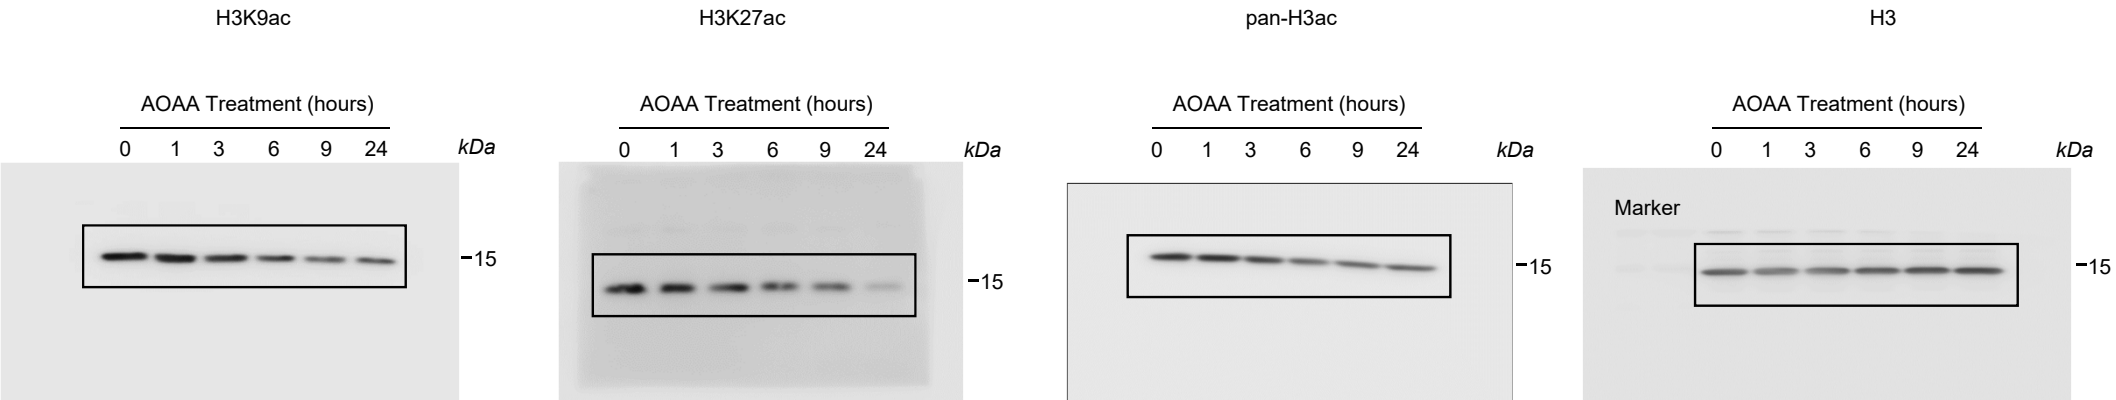 H3K9ac
H3K27ac
pan-H3ac
H3
AOAA Treatment (hours)
AOAA Treatment (hours)
AOAA Treatment (hours)
AOAA Treatment (hours)
0 1 3 6 9 24 kDa
0 1 3 6 9 24 kDa
0 1 3 6 9 24 kDa
0 1 3 6 9 24 kDa
Marker
15
15
15
15